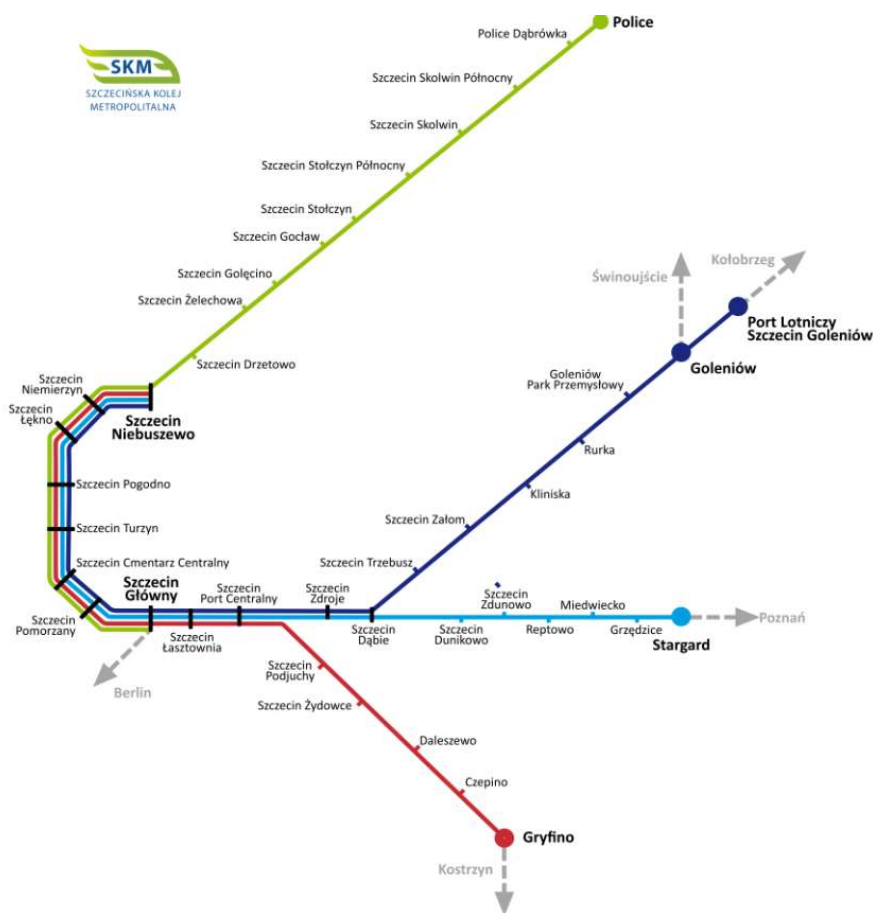 SKM
SZCZECIŃSKA KOLEJ
METROPOLITALNA
Police
Police Dąbrówka
Szczecin Skolwin Północny
Szczecin Skolwin
Szczecin Stołczyn Północny
Szczecin Stołczyn
Szczecin Gocław
Szczecin Golęcino
Szczecin Żelechowa
Szczecin Drzetowo
Świnoujście
Kołobrzeg
Port Lotniczy
Szczecin Goleniów
Goleniów
Goleniów
Park Przemysłowy
Rurka
Kliniska
Szczecin Załom
Szczecin Trzebusz
Szczecin
Niemierzyn
Szczecin
Łękno
Szczecin
Niebuszewo
Szczecin Pogodno
Szczecin Turzyn
Szczecin Cmentarz Centralny
Szczecin
Pomorzany
Szczecin
Główny
Szczecin
Łasztownia
Szczecin
Port Centralny
Szczecin
Zdroje
Szczecin
Dąbie
Szczecin
Dunikowo
Szczecin
Zdunowo
Reptowo
Miedwiecko
Grzędzice
Stargard
Poznań
Berlin
Szczecin
Podjuchy
Szczecin Żydowce
Daleszewo
Czepino
Gryfino
Kostrzyn